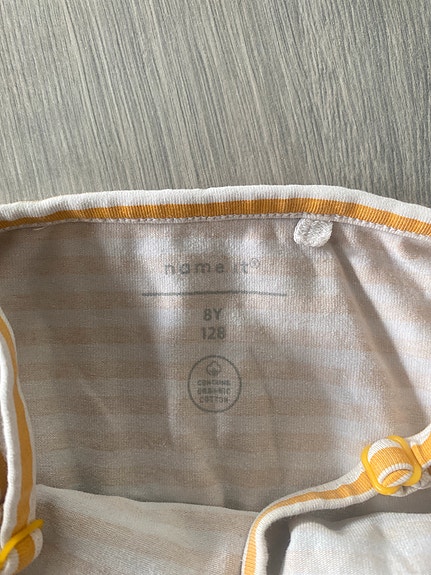 name it®
8Y
128
CONTAINS
ORGANIC
COTTON